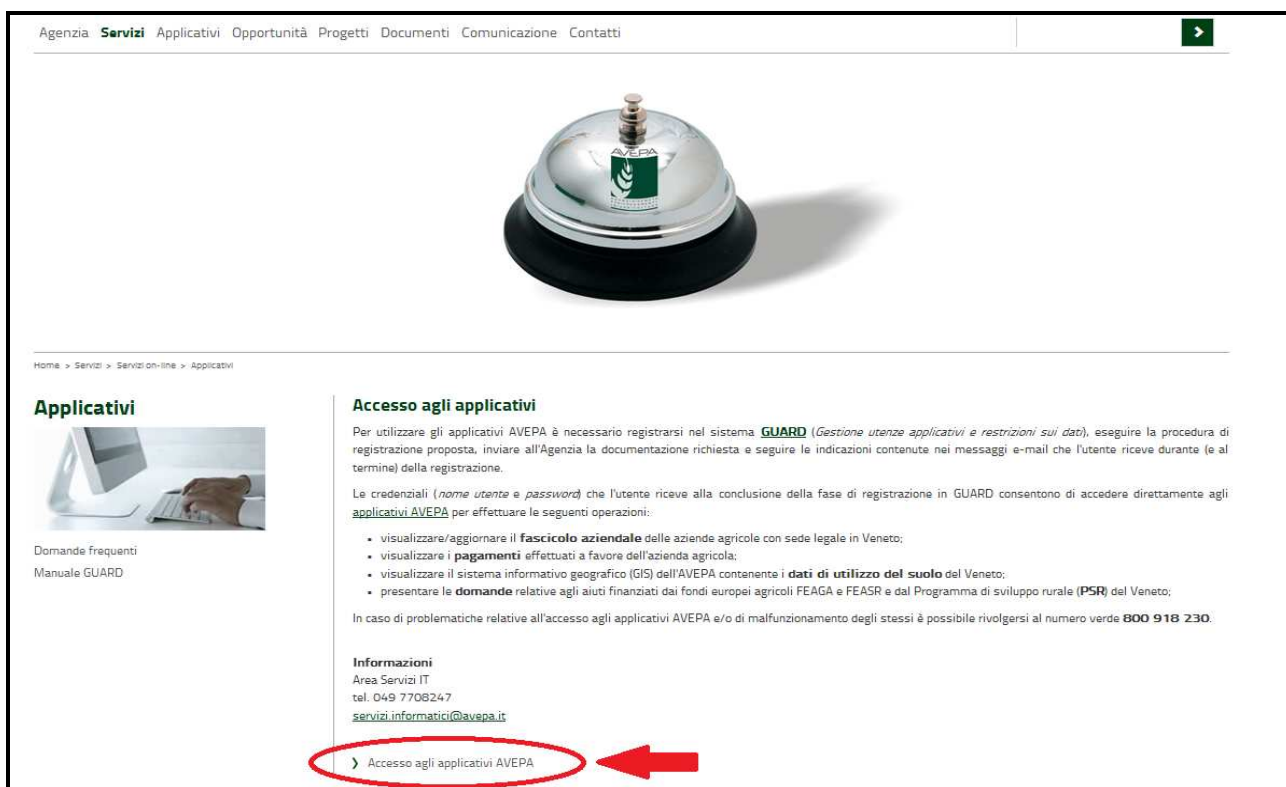 Agenzia Servizi Applicativi Opportunità Progetti Documenti Comunicazione Contatti
AVEPA
Home > Servizi > Servizi on-line > Applicativi
Applicativi
Domande frequenti
Manuale GUARD
Accesso agli applicativi
Per utilizzare gli applicativi AVEPA è necessario registrarsi nel sistema GUARD (Gestione utenze applicativi e restrizioni sui dati), eseguire la procedura di
registrazione proposta, inviare all'Agenzia la documentazione richiesta e seguire le indicazioni contenute nei messaggi e-mail che l'utente riceve durante (e al
termine) della registrazione.
Le credenziali (nome utente e password) che l'utente riceve alla conclusione della fase di registrazione in GUARD consentono di accedere direttamente agli
applicativi AVEPA per effettuare le seguenti operazioni:
• visualizzare/aggiornare il fascicolo aziendale delle aziende agricole con sede legale in Veneto;
• visualizzare i pagamenti effettuati a favore dell'azienda agricola;
• visualizzare il sistema informativo geografico (GIS) dell'AVEPA contenente i dati di utilizzo del suolo del Veneto;
• presentare le domande relative agli aiuti finanziati dai fondi europei agricoli FEAGA e FEASR e dal Programma di sviluppo rurale (PSR) del Veneto;
In caso di problematiche relative all'accesso agli applicativi AVEPA e/o di malfunzionamento degli stessi è possibile rivolgersi al numero verde 800 918 230.
Informazioni
Area Servizi IT
tel. 049 7708247
servizi.informatici@avepa.it
Accesso agli applicativi AVEPA